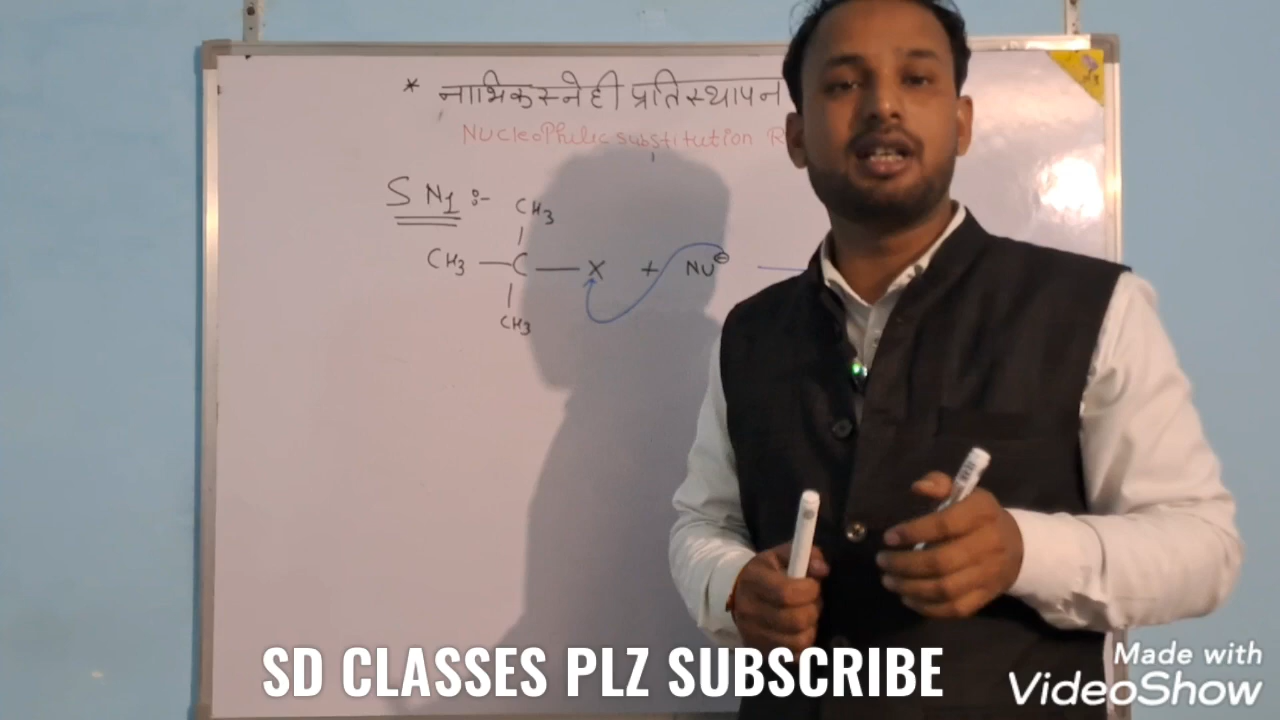 * नाभिकस्नेही प्रतिस्थापन
Nucleophilic substitution R
SN1 :-
CH3
CH3 — C — X + Nu⊖ —
CH3
SD CLASSES PLZ SUBSCRIBE
Made with
VideoShow